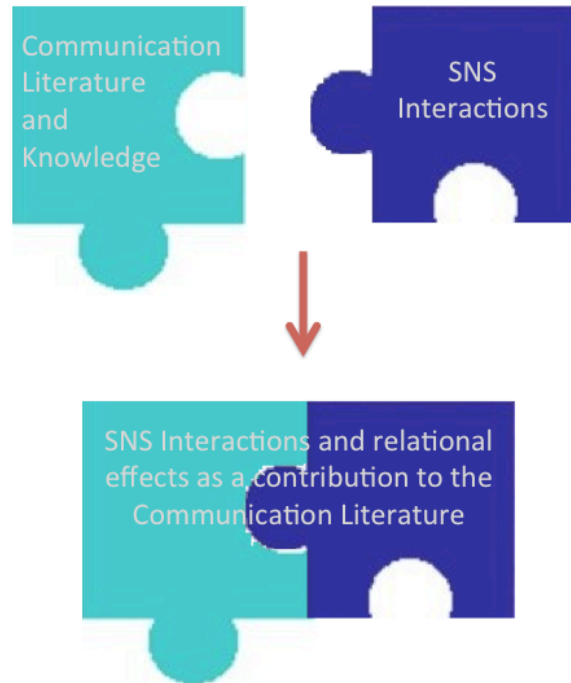 Communication
Literature
and
Knowledge
SNS
Interactions
SNS Interactions and relational
effects as a contribution to the
Communication Literature